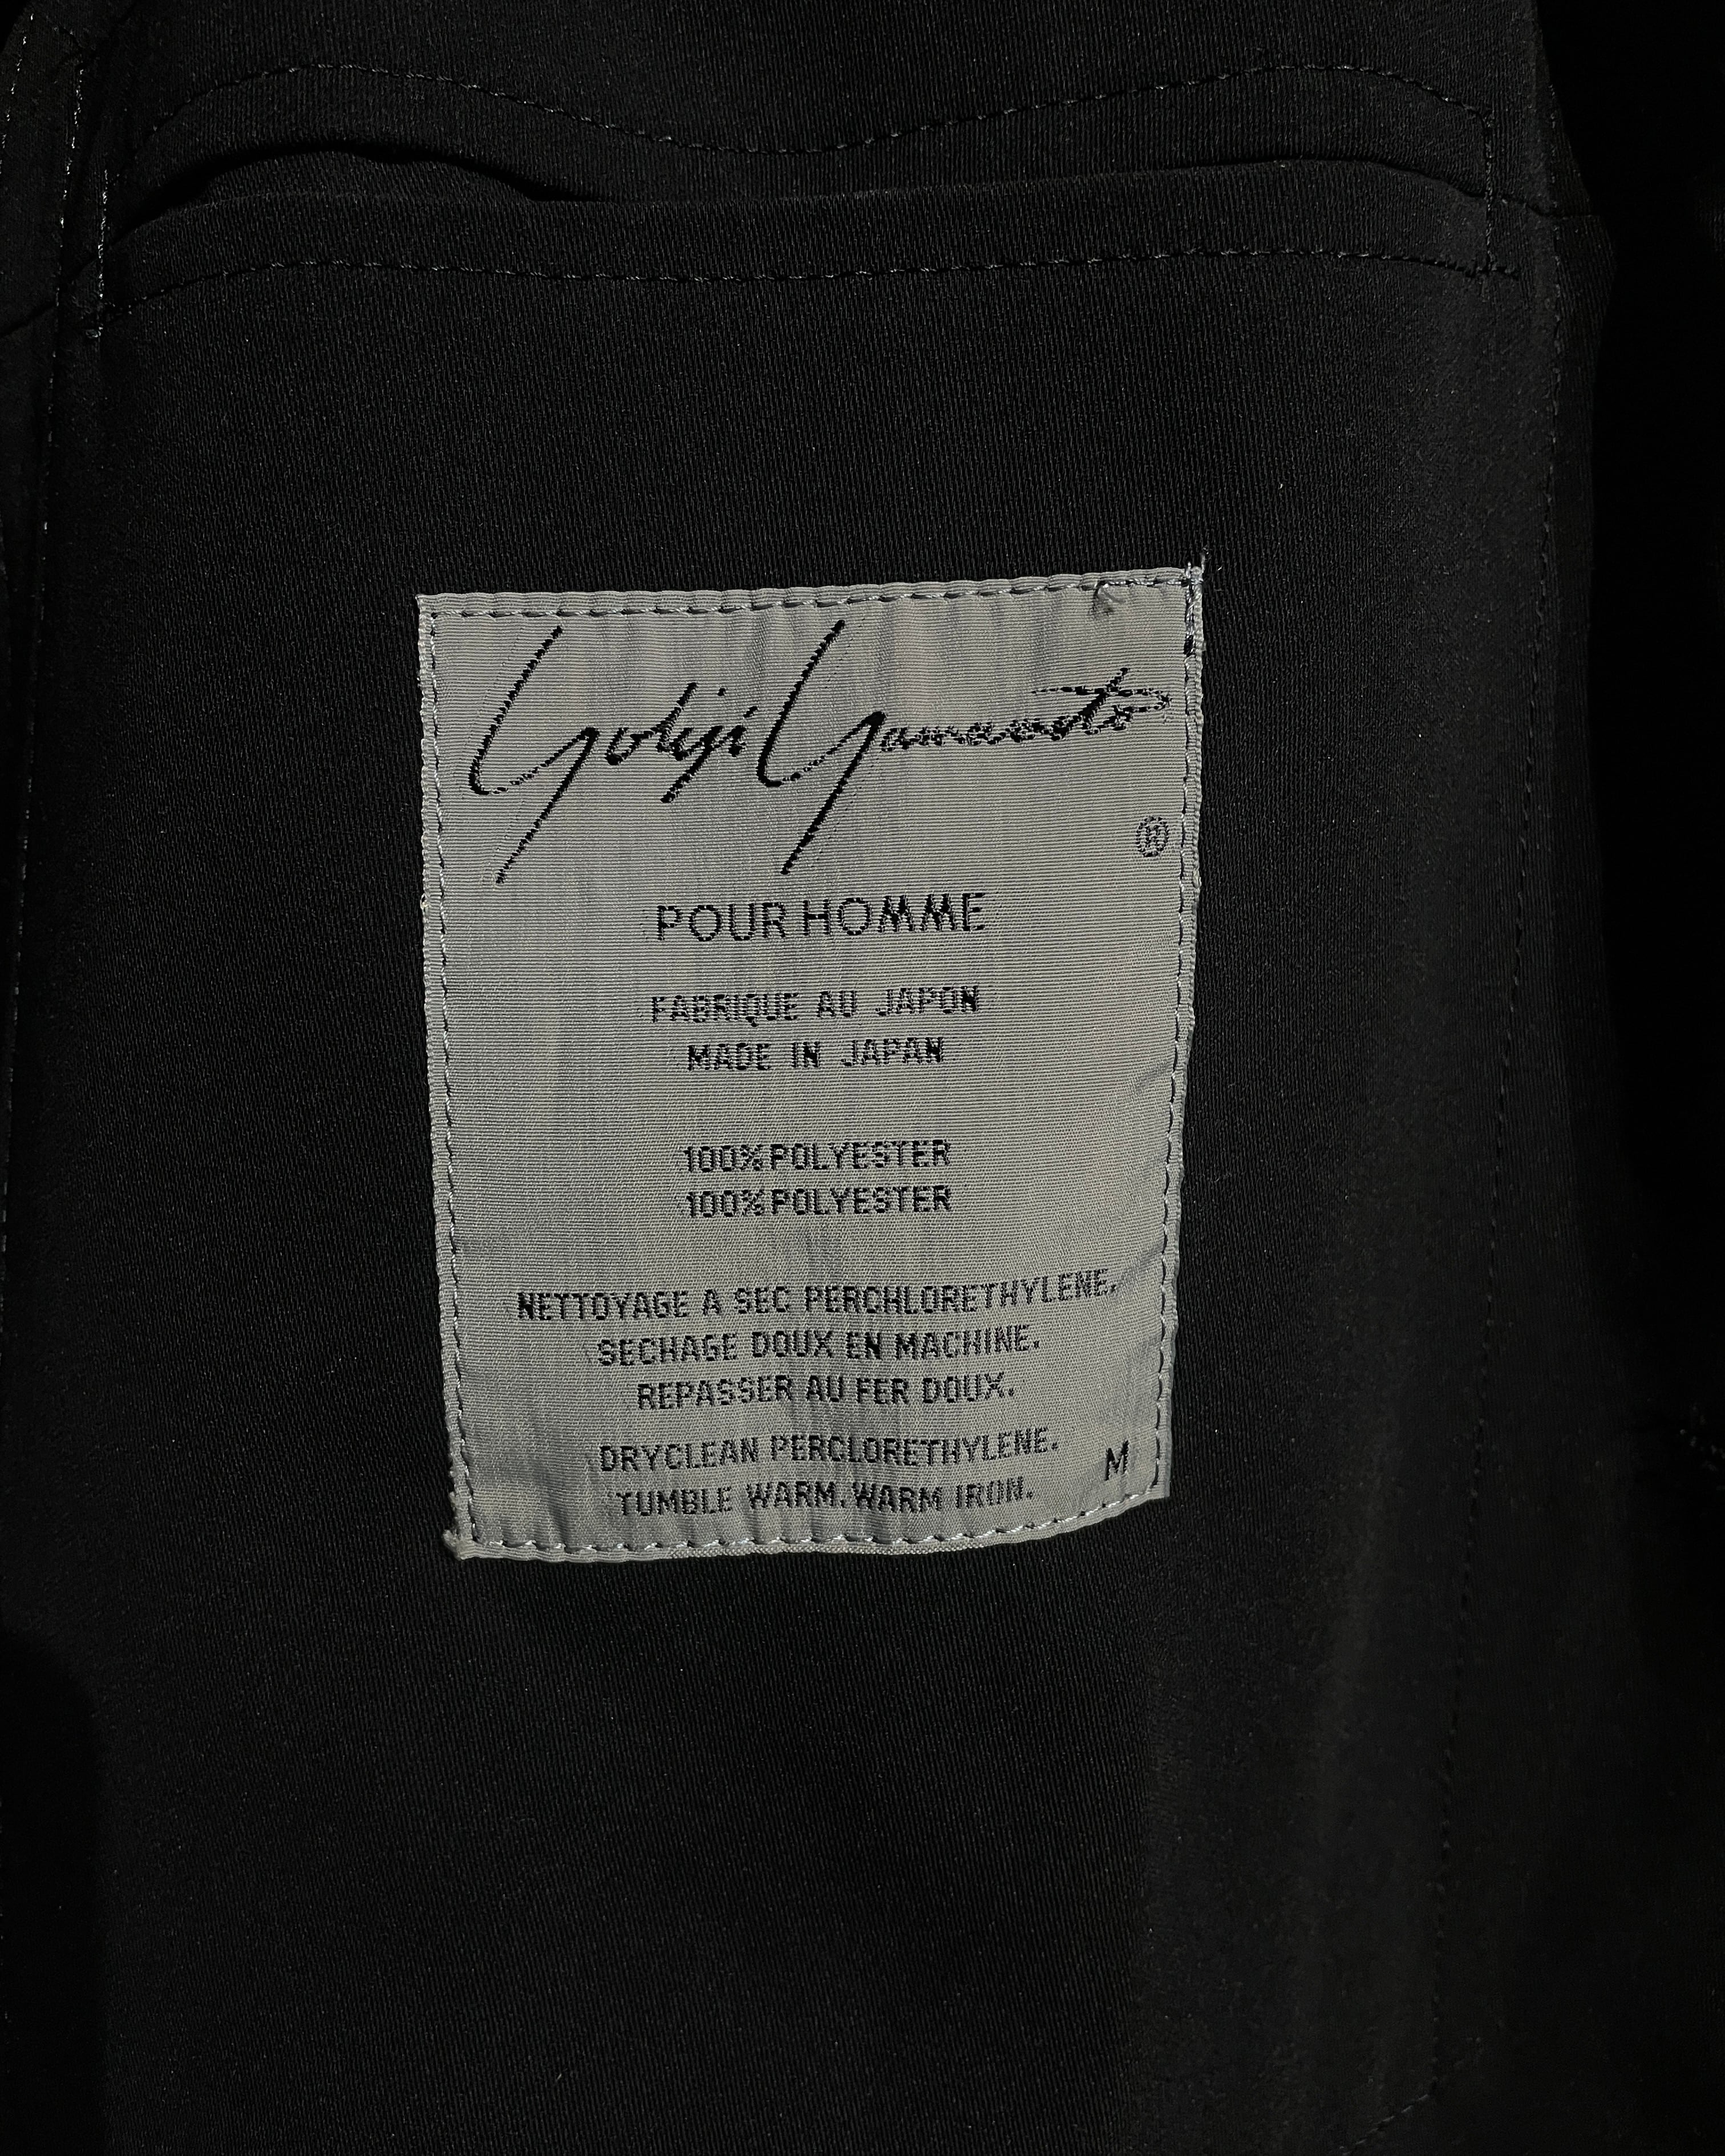 Yohji Yamamoto
®
POUR HOMME
FABRIQUE AU JAPON
MADE IN JAPAN
100% POLYESTER
100% POLYESTER
NETTOYAGE A SEC PERCHLORETHYLENE.
SECHAGE DOUX EN MACHINE.
REPASSER AU FER DOUX.
DRYCLEAN PERCLORETHYLENE.
TUMBLE WARM. WARM IRON.
M